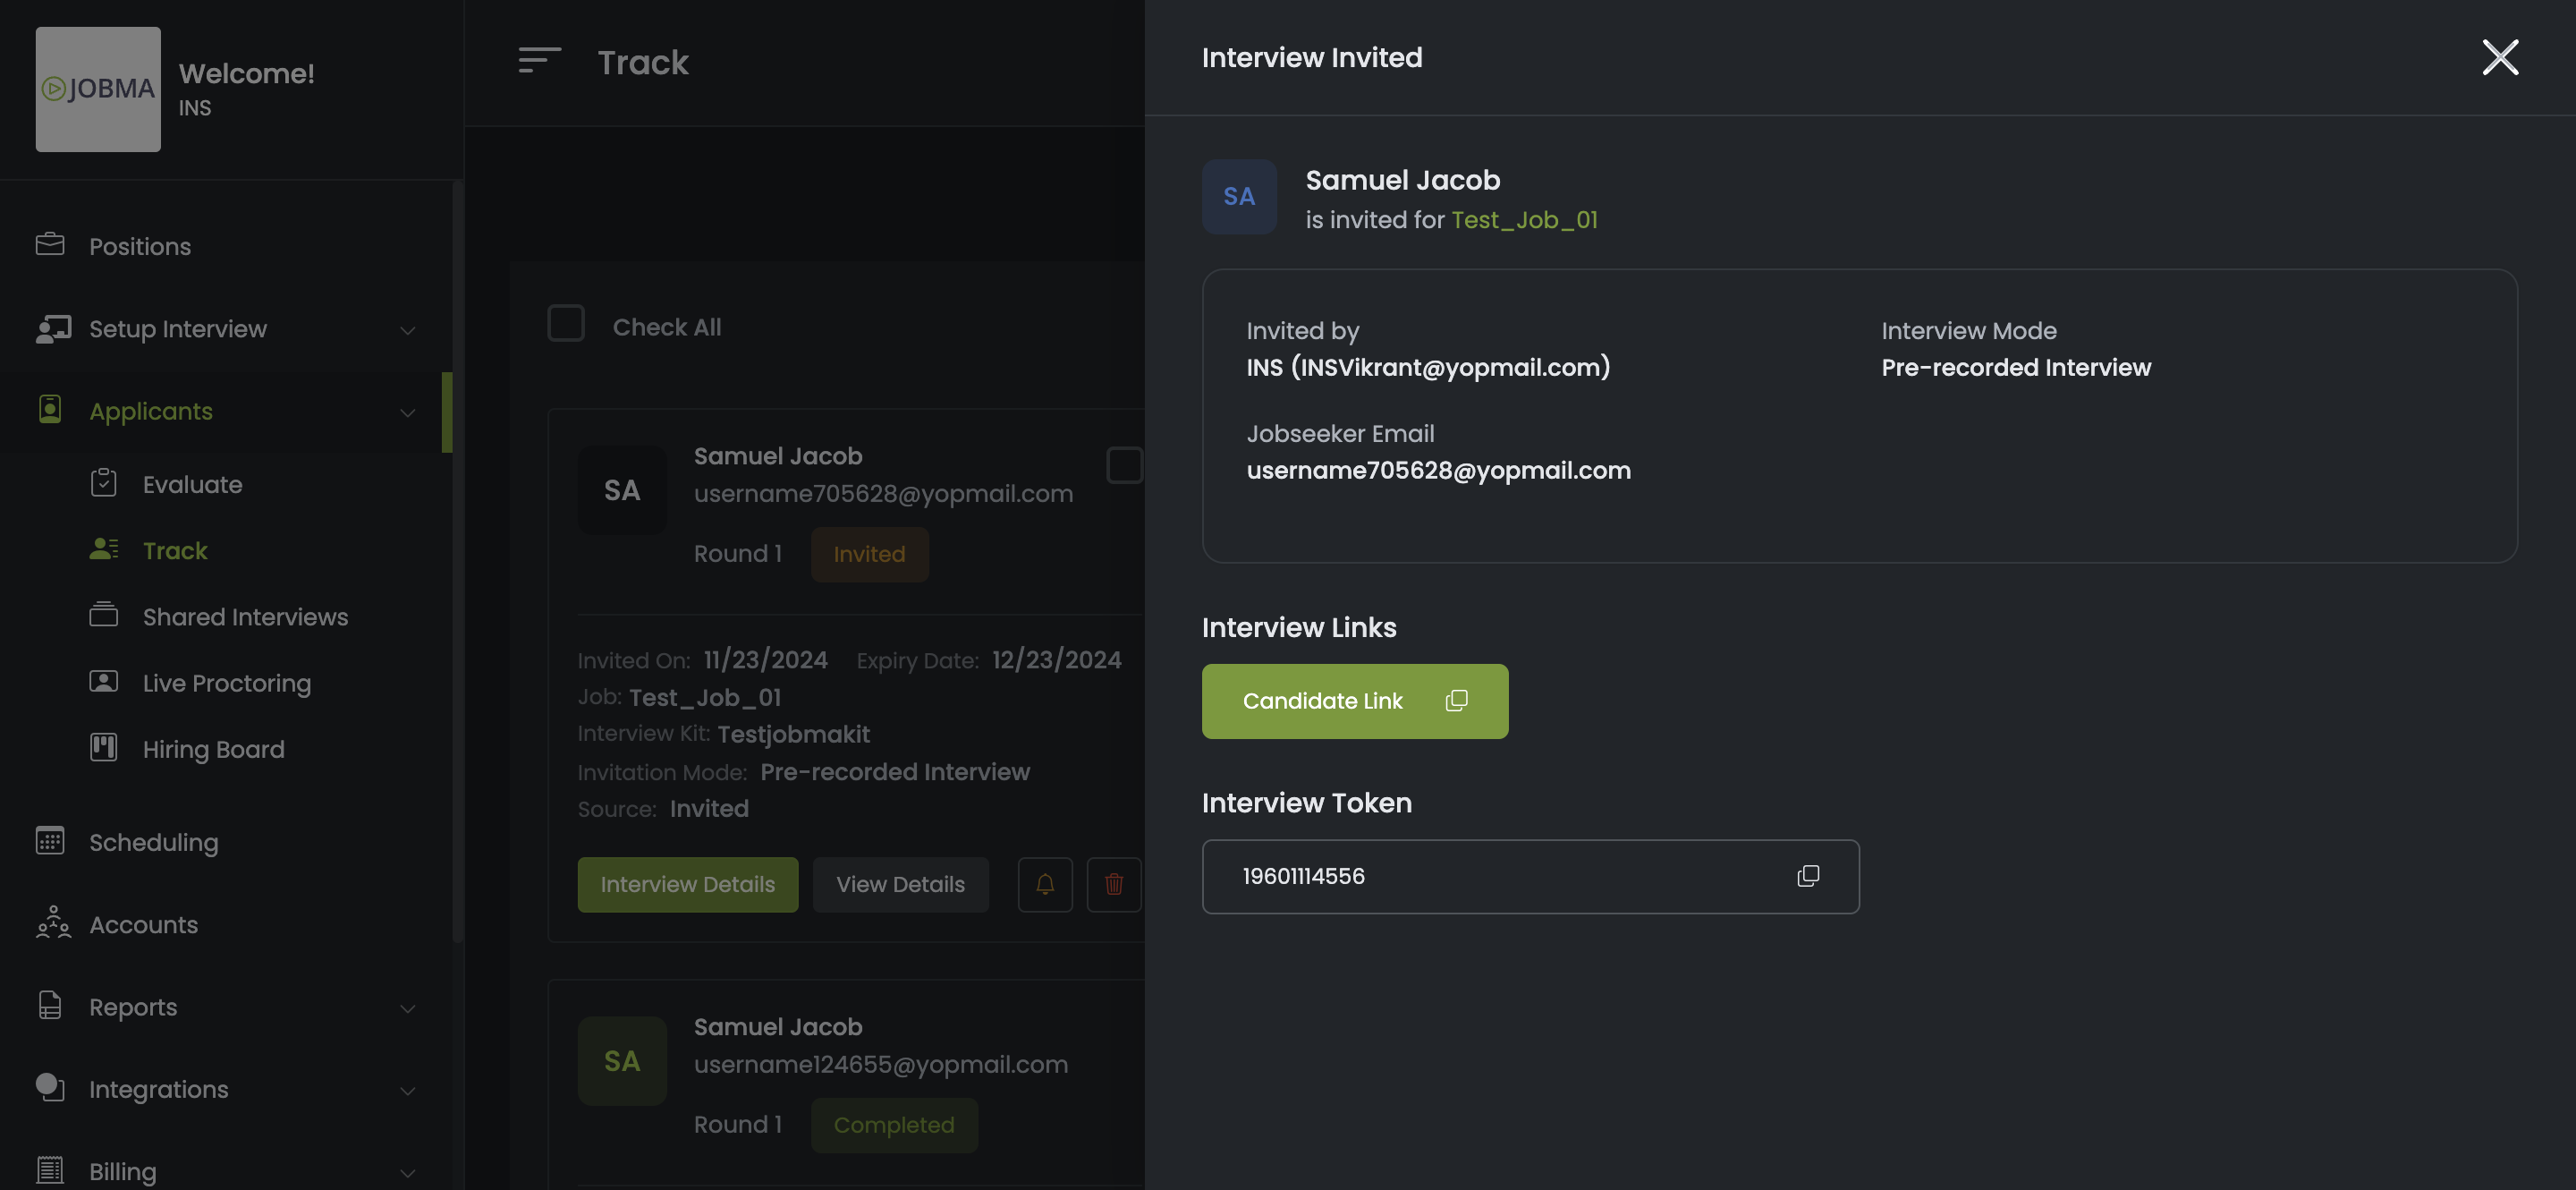 JOBMA
Welcome!
INS
Positions
Setup Interview
Applicants
Evaluate
Track
Shared Interviews
Live Proctoring
Hiring Board
Scheduling
Accounts
Reports
Integrations
Billing
Track
Check All
SA
Samuel Jacob
username705628@yopmail.com
Round 1 Invited
Invited On: 11/23/2024 Expiry Date: 12/23/2024
Job: Test_Job_01
Interview Kit: Testjobmakit
Invitation Mode: Pre-recorded Interview
Source: Invited
Interview Details View Details
SA
Samuel Jacob
username124655@yopmail.com
Round 1 Completed
Interview Invited
SA
Samuel Jacob
is invited for Test_Job_01
Invited by
INS (INSVikrant@yopmail.com)
Interview Mode
Pre-recorded Interview
Jobseeker Email
username705628@yopmail.com
Interview Links
Candidate Link
Interview Token
19601114556